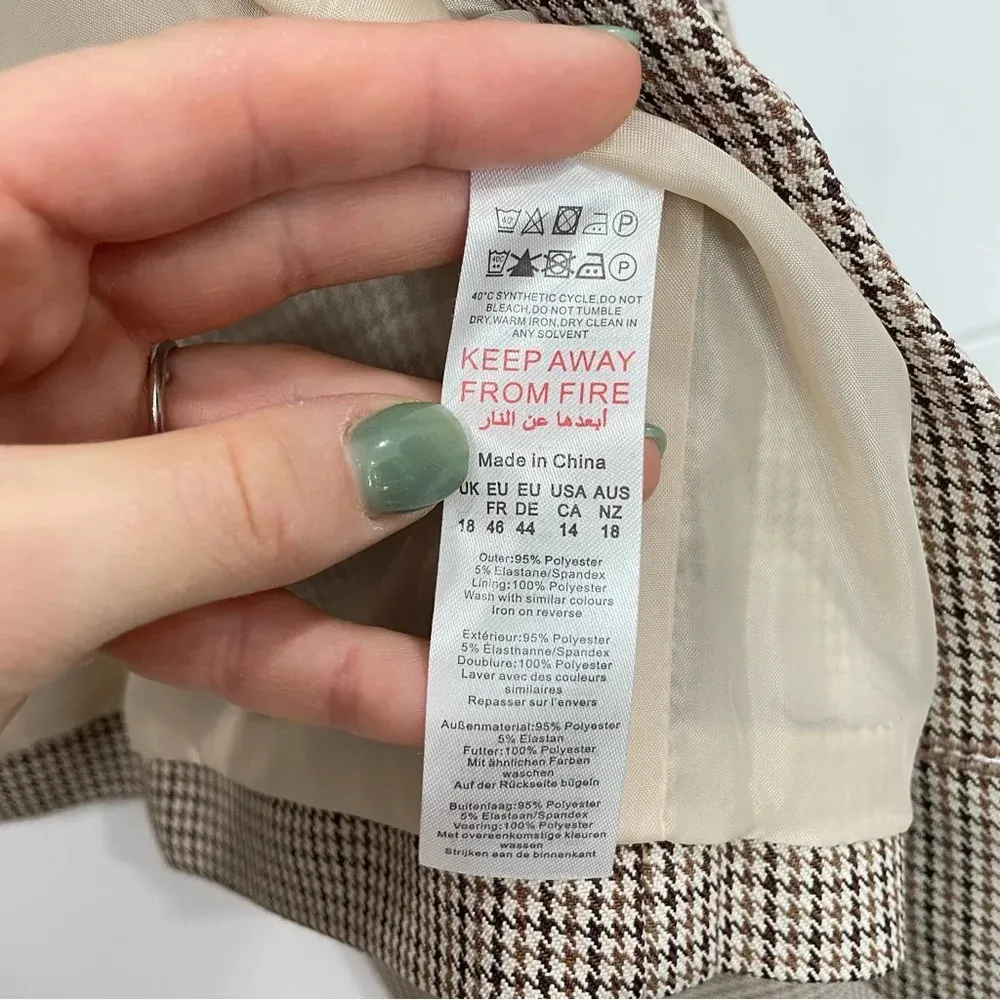 40°C SYNTHETIC CYCLE,DO NOT
BLEACH,DO NOT TUMBLE
DRY,WARM IRON,DRY CLEAN IN
ANY SOLVENT
KEEP AWAY
FROM FIRE
أبعدها عن النار
Made in China
UK EU EU USA AUS
FR DE CA NZ
18 46 44 14 18
Outer:95% Polyester
5% Elastane/Spandex
Lining:100% Polyester
Wash with similar colours
Iron on reverse
Extérieur:95% Polyester
5% Élasthanne/Spandex
Doublure:100% Polyester
Laver avec des couleurs
similaires
Repasser sur l'envers
Außenmaterial:95% Polyester
5% Elastan
Futter:100% Polyester
Mit ähnlichen Farben
waschen
Auf der Rückseite bügeln
Buitenlaag:95% Polyester
5% Elastaan/Spandex
Voering:100% Polyester
Met overeenkomstige kleuren
wassen
Strijken aan de binnenkant